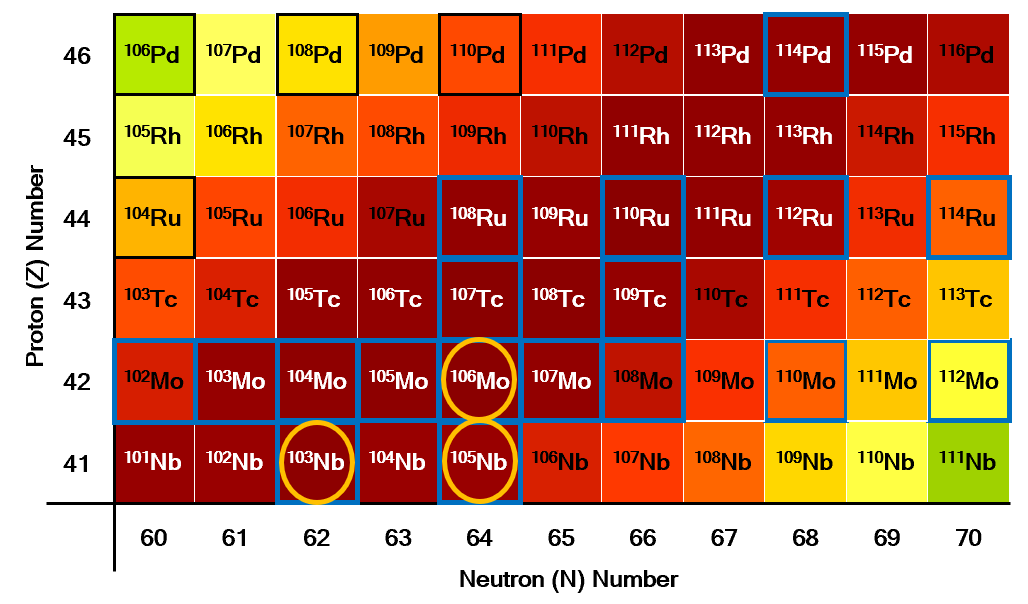 46 ¹⁰⁶Pd ¹⁰⁷Pd ¹⁰⁸Pd ¹⁰⁹Pd ¹¹⁰Pd ¹¹¹Pd ¹¹²Pd ¹¹³Pd ¹¹⁴Pd ¹¹⁵Pd ¹¹⁶Pd
45 ¹⁰⁵Rh ¹⁰⁶Rh ¹⁰⁷Rh ¹⁰⁸Rh ¹⁰⁹Rh ¹¹⁰Rh ¹¹¹Rh ¹¹²Rh ¹¹³Rh ¹¹⁴Rh ¹¹⁵Rh
44 ¹⁰⁴Ru ¹⁰⁵Ru ¹⁰⁶Ru ¹⁰⁷Ru ¹⁰⁸Ru ¹⁰⁹Ru ¹¹⁰Ru ¹¹¹Ru ¹¹²Ru ¹¹³Ru ¹¹⁴Ru
43 ¹⁰³Tc ¹⁰⁴Tc ¹⁰⁵Tc ¹⁰⁶Tc ¹⁰⁷Tc ¹⁰⁸Tc ¹⁰⁹Tc ¹¹⁰Tc ¹¹¹Tc ¹¹²Tc ¹¹³Tc
42 ¹⁰²Mo ¹⁰³Mo ¹⁰⁴Mo ¹⁰⁵Mo ¹⁰⁶Mo ¹⁰⁷Mo ¹⁰⁸Mo ¹⁰⁹Mo ¹¹⁰Mo ¹¹¹Mo ¹¹²Mo
41 ¹⁰¹Nb ¹⁰²Nb ¹⁰³Nb ¹⁰⁴Nb ¹⁰⁵Nb ¹⁰⁶Nb ¹⁰⁷Nb ¹⁰⁸Nb ¹⁰⁹Nb ¹¹⁰Nb ¹¹¹Nb
60 61 62 63 64 65 66 67 68 69 70
Proton (Z) Number
Neutron (N) Number